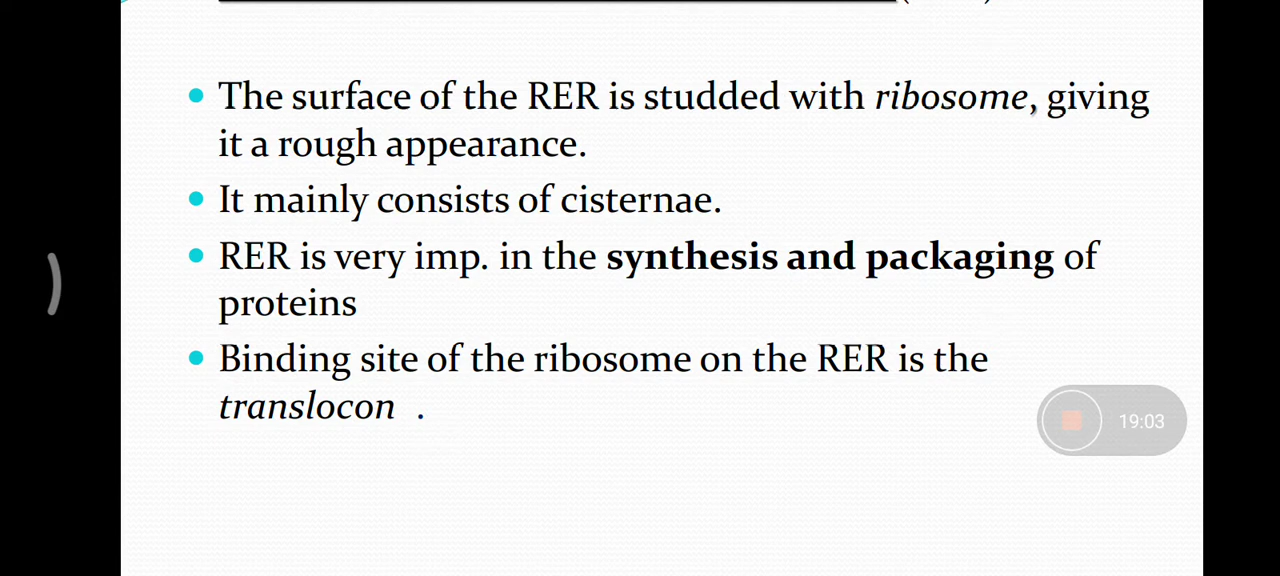 The surface of the RER is studded with ribosome, giving
it a rough appearance.
It mainly consists of cisternae.
RER is very imp. in the synthesis and packaging of
proteins
Binding site of the ribosome on the RER is the
translocon .
19:03